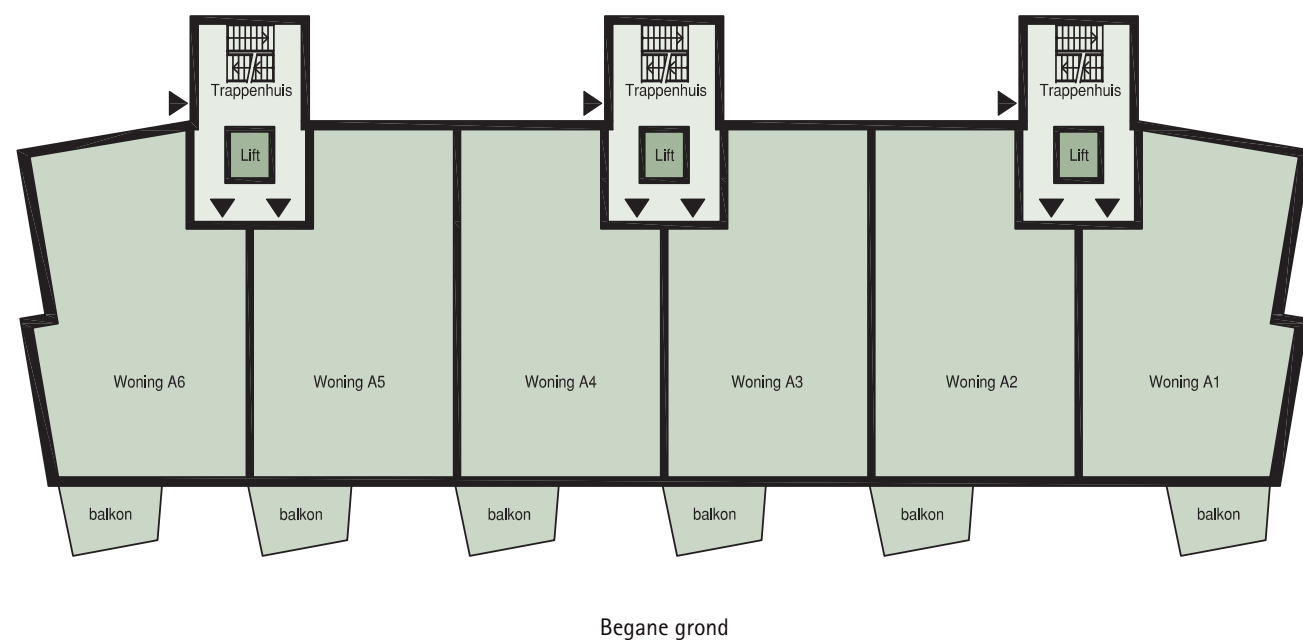 Trappenhuis
Trappenhuis
Trappenhuis
Lift
Lift
Lift
Woning A6
Woning A5
Woning A4
Woning A3
Woning A2
Woning A1
balkon
balkon
balkon
balkon
balkon
balkon
Begane grond